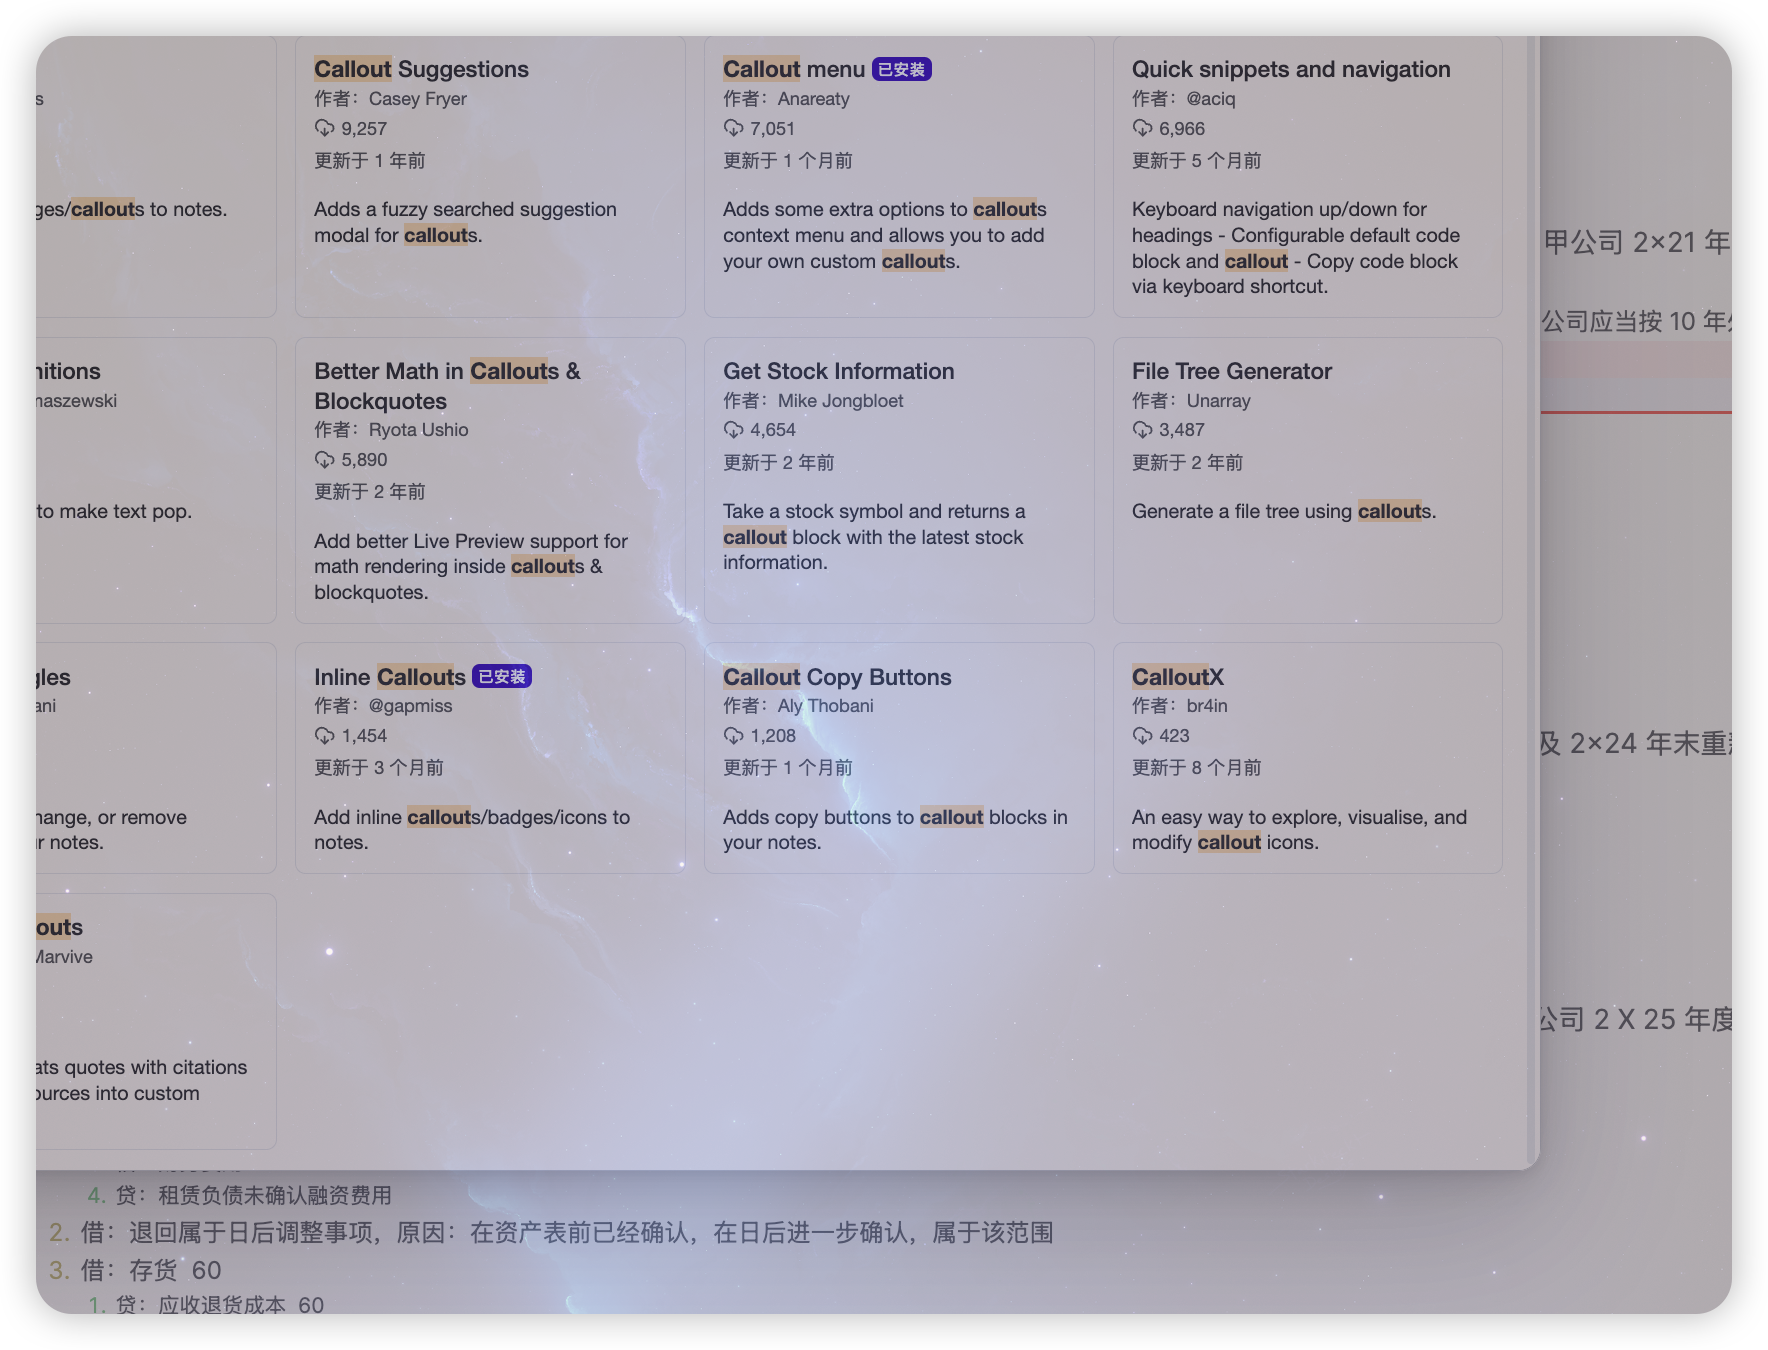 s
ges/callouts to notes.
Callout Suggestions
作者：Casey Fryer
9,257
更新于 1 年前
Adds a fuzzy searched suggestion
modal for callouts.
Callout menu 已安装
作者：Anareaty
7,051
更新于 1 个月前
Adds some extra options to callouts
context menu and allows you to add
your own custom callouts.
Quick snippets and navigation
作者：@aciq
6,966
更新于 5 个月前
Keyboard navigation up/down for
headings - Configurable default code
block and callout - Copy code block
via keyboard shortcut.
甲公司 2×21 年
公司应当按 10 年
nitions
naszewski
to make text pop.
Better Math in Callouts &
Blockquotes
作者：Ryota Ushio
5,890
更新于 2 年前
Add better Live Preview support for
math rendering inside callouts &
blockquotes.
Get Stock Information
作者：Mike Jongbloet
4,654
更新于 2 年前
Take a stock symbol and returns a
callout block with the latest stock
information.
File Tree Generator
作者：Unarray
3,487
更新于 2 年前
Generate a file tree using callouts.
gles
ani
hange, or remove
ur notes.
Inline Callouts 已安装
作者：@gapmiss
1,454
更新于 3 个月前
Add inline callouts/badges/icons to
notes.
Callout Copy Buttons
作者：Aly Thobani
1,208
更新于 1 个月前
Adds copy buttons to callout blocks in
your notes.
CalloutX
作者：br4in
423
更新于 8 个月前
An easy way to explore, visualise, and
modify callout icons.
及 2×24 年末重
outs
Marvive
ats quotes with citations
ources into custom
公司 2 X 25 年度
4. 贷：租赁负债未确认融资费用
2. 借：退回属于日后调整事项，原因：在资产表前已经确认，在日后进一步确认，属于该范围
3. 借：存货 60
1. 贷：应收退货成本 60